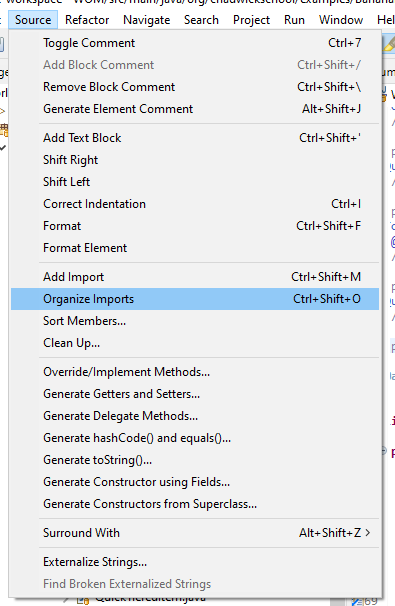 workspace - WOM/src/main/java/org/chadwickschool/examples/Banana
Source Refactor Navigate Search Project Run Window Help
Toggle Comment Ctrl+7
Add Block Comment Ctrl+Shift+/
Remove Block Comment Ctrl+Shift+\
Generate Element Comment Alt+Shift+J
Add Text Block Ctrl+Shift+'
Shift Right
Shift Left
Correct Indentation Ctrl+I
Format Ctrl+Shift+F
Format Element
Add Import Ctrl+Shift+M
Organize Imports Ctrl+Shift+O
Sort Members...
Clean Up...
Override/Implement Methods...
Generate Getters and Setters...
Generate Delegate Methods...
Generate hashCode() and equals()...
Generate toString()...
Generate Constructor using Fields...
Generate Constructors from Superclass...
Surround With Alt+Shift+Z >
Externalize Strings...
Find Broken Externalized Strings
69